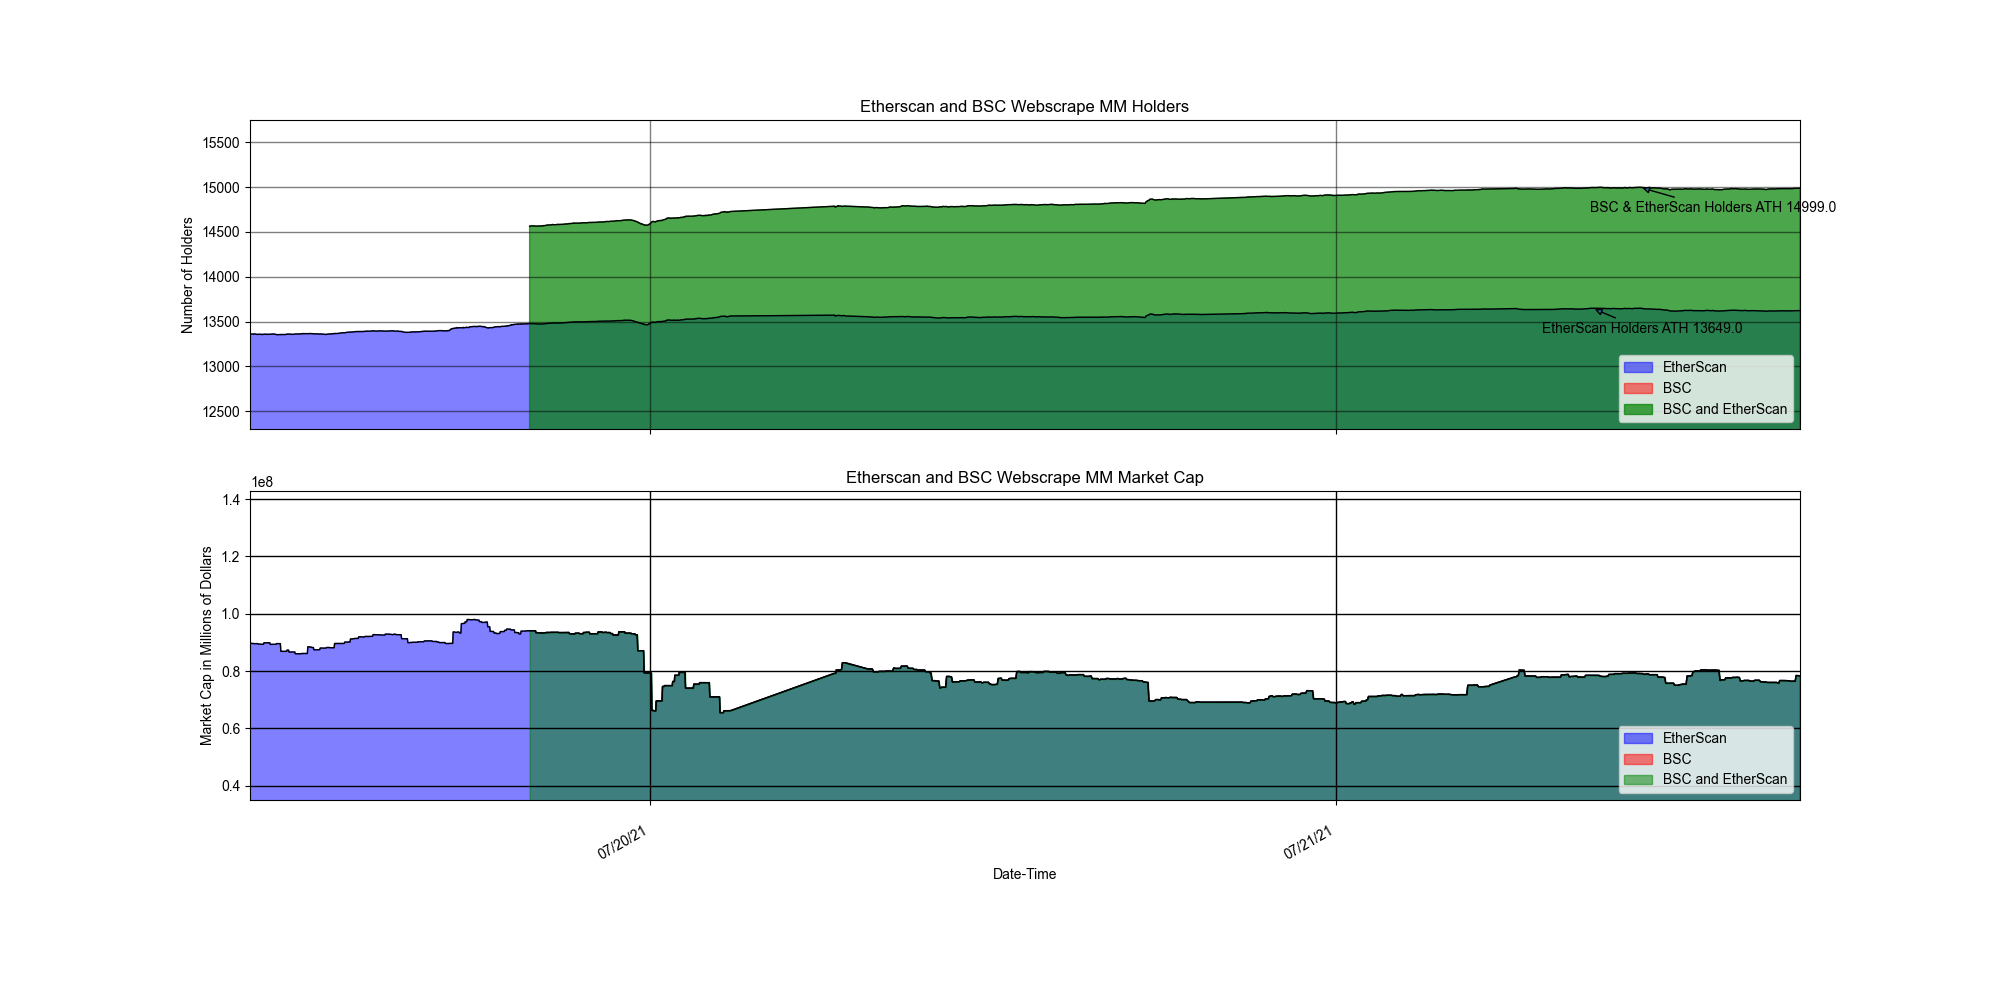 Etherscan and BSC Webscrape MM Holders
Number of Holders
15500
15000
14500
14000
13500
13000
12500
BSC & EtherScan Holders ATH 14999.0
EtherScan Holders ATH 13649.0
EtherScan
BSC
BSC and EtherScan
Etherscan and BSC Webscrape MM Market Cap
1e8
Market Cap in Millions of Dollars
1.4
1.2
1.0
0.8
0.6
0.4
EtherScan
BSC
BSC and EtherScan
07/20/21
07/21/21
Date-Time